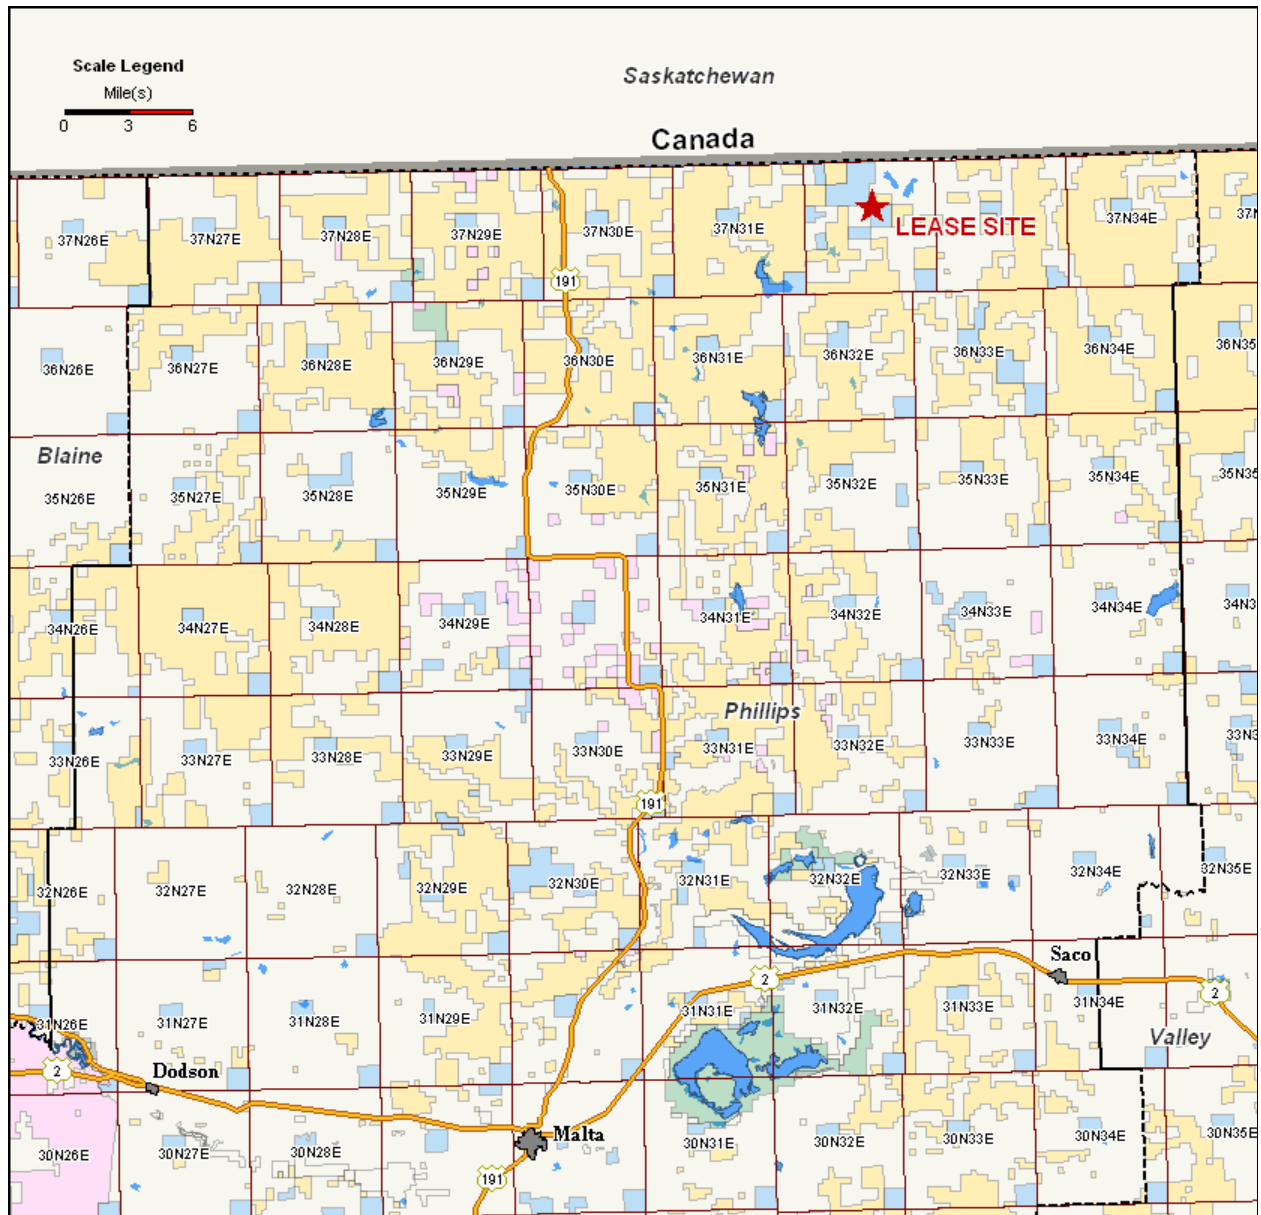 Scale Legend
Mile(s)
0 3 6
Saskatchewan
Canada
LEASE SITE
37N26E 37N27E 37N28E 37N29E 37N30E 37N31E 37N34E
191
36N26E 36N27E 36N28E 36N29E 36N30E 36N31E 36N32E 36N33E 36N34E 36N35
Blaine
35N26E 35N27E 35N28E 35N29E 35N30E 35N31E 35N32E 35N33E 35N34E 35N35
34N26E 34N27E 34N28E 34N29E 34N31E 34N32E 34N33E 34N34E 34N3
Phillips
33N26E 33N27E 33N28E 33N29E 33N30E 33N31E 33N32E 33N33E 33N34E 33N3
191
32N26E 32N27E 32N28E 32N29E 32N30E 32N31E 32N32E 32N33E 32N34E 32N35E
Saco
2 2
31N26E 31N27E 31N28E 31N29E 31N31E 31N32E 31N33E 31N34E
Valley
2
Dodson
Malta
30N26E 30N27E 30N28E 30N31E 30N32E 30N33E 30N34E 30N35E
191